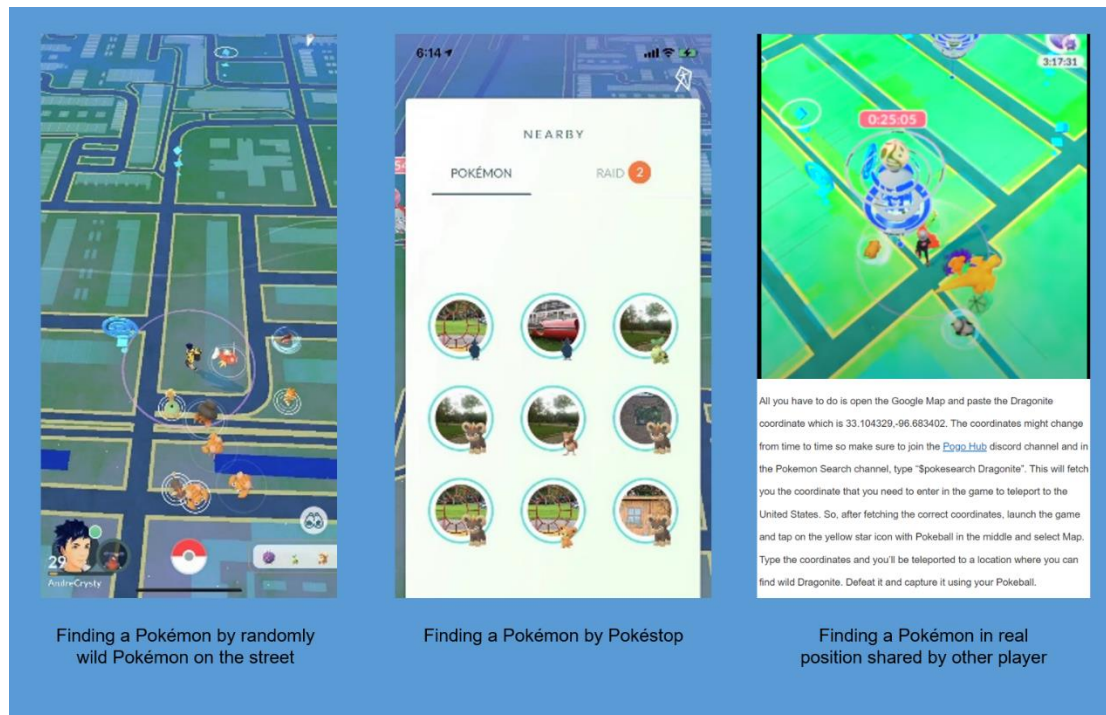 29
AndreCrysty
Finding a Pokémon by randomly
wild Pokémon on the street
6:14
NEARBY
POKÉMON
RAID 2
Finding a Pokémon by Pokéstop
3:17:31
0:25:05
All you have to do is open the Google Map and paste the Dragonite
coordinate which is 33.104329,-96.683402. The coordinates might change
from time to time so make sure to join the Pogo Hub discord channel and in
the Pokemon Search channel, type “$pokesearch Dragonite”. This will fetch
you the coordinate that you need to enter in the game to teleport to the
United States. So, after fetching the correct coordinates, launch the game
and tap on the yellow star icon with Pokeball in the middle and select Map.
Type the coordinates and you’ll be teleported to a location where you can
find wild Dragonite. Defeat it and capture it using your Pokeball.
Finding a Pokémon in real
position shared by other player